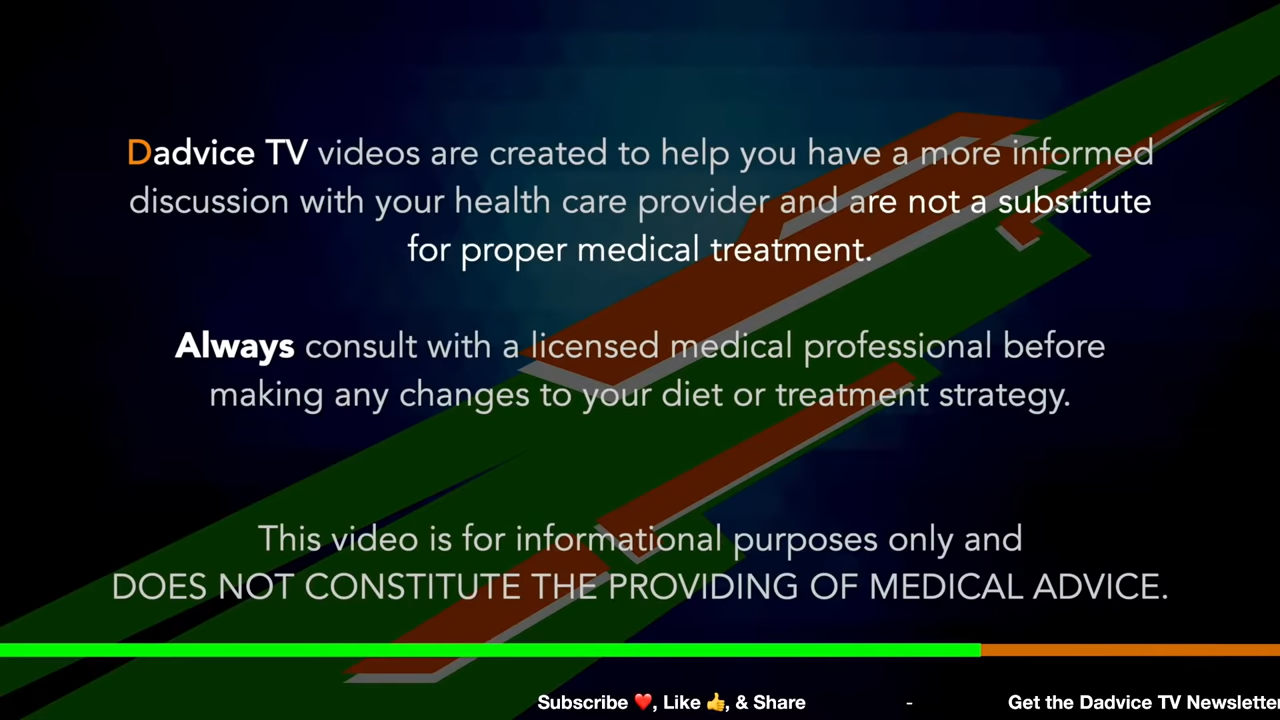 Dadvice TV videos are created to help you have a more informed
discussion with your health care provider and are not a substitute
for proper medical treatment.
Always consult with a licensed medical professional before
making any changes to your diet or treatment strategy.
This video is for informational purposes only and
DOES NOT CONSTITUTE THE PROVIDING OF MEDICAL ADVICE.
Subscribe ❤️, Like 👍, & Share - Get the Dadvice TV Newsletter